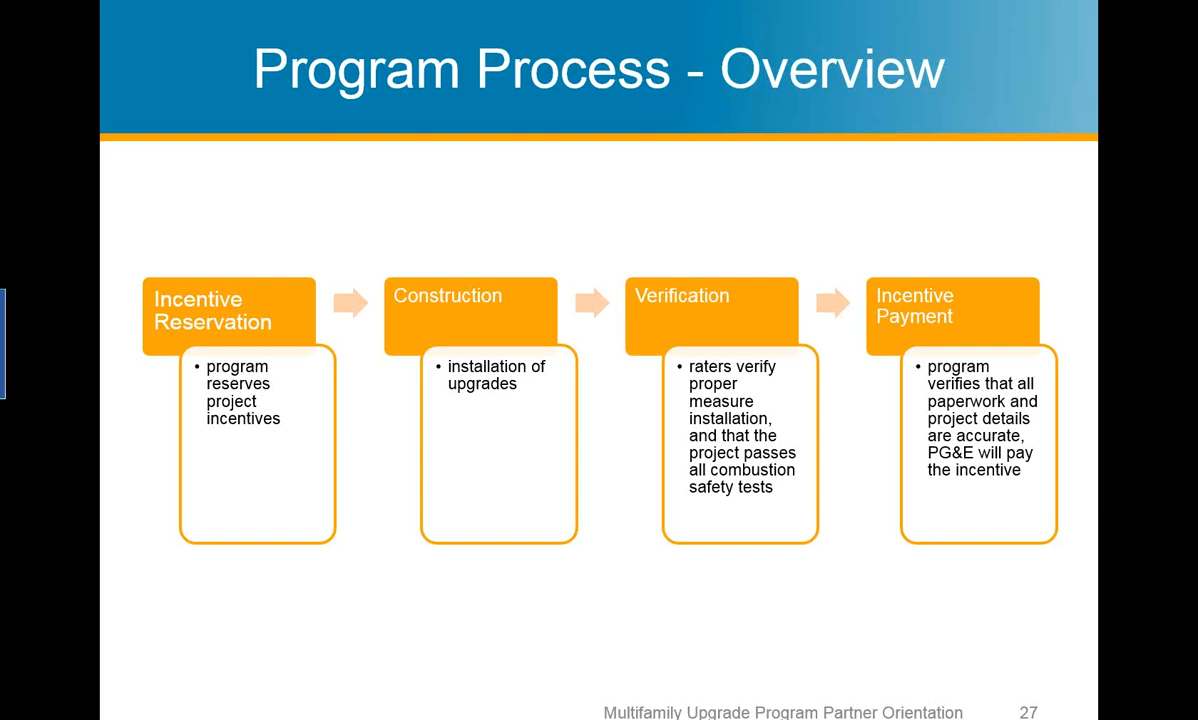 Program Process - Overview
Incentive
Reservation
• program
reserves
project
incentives
Construction
• installation of
upgrades
Verification
• raters verify
proper
measure
installation,
and that the
project passes
all combustion
safety tests
Incentive
Payment
• program
verifies that all
paperwork and
project details
are accurate,
PG&E will pay
the incentive
Multifamily Upgrade Program Partner Orientation 27